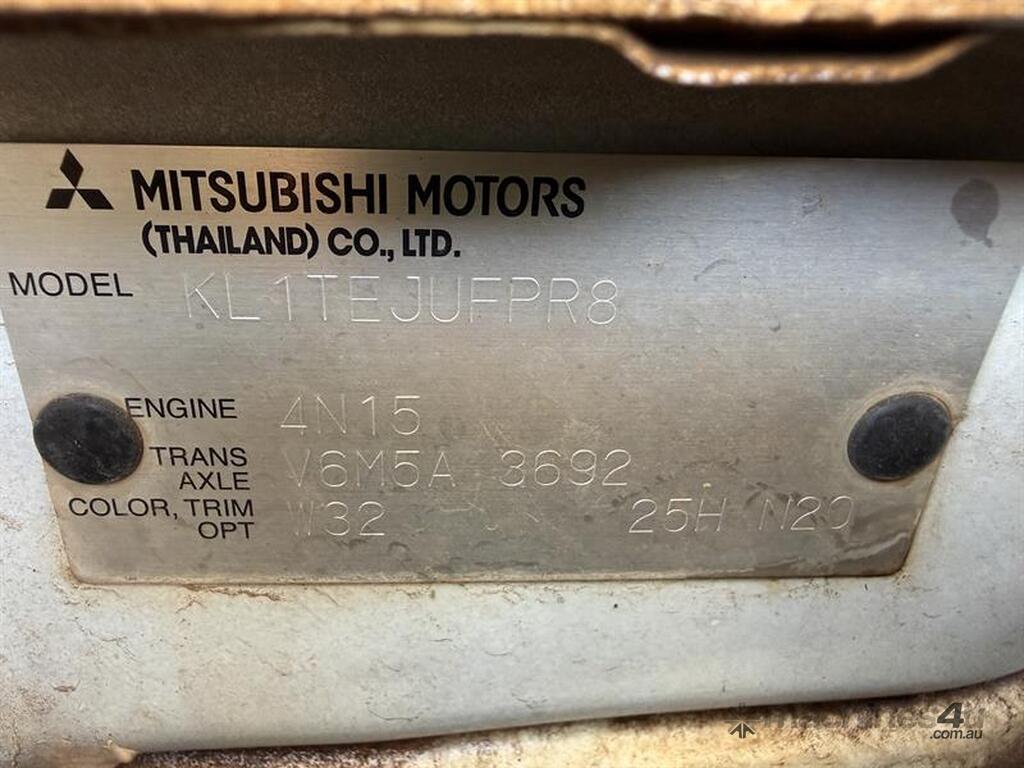 MITSUBISHI MOTORS
(THAILAND) CO., LTD.
MODEL KL1TEJUFPR8
ENGINE 4N15
TRANS AXLE V6M5A 3692
COLOR, TRIM OPT W32 25H N20
machines4u
.com.au